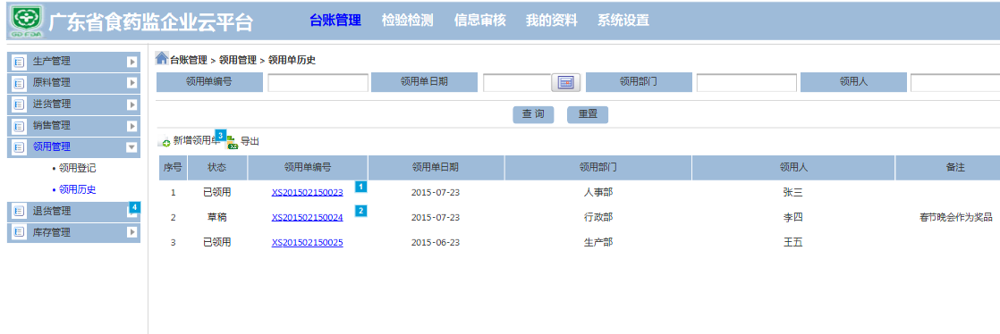 GD FDA 广东省食药监企业云平台 台账管理 检验检测 信息审核 我的资料 系统设置
生产管理
原料管理
进货管理
销售管理
领用管理
• 领用登记
• 领用历史
退货管理 4
库存管理
台账管理 > 领用管理 > 领用单历史
领用单编号 领用单日期 领用部门 领用人
查 询 重置
新增领用单 3 导出
序号 状态 领用单编号 领用单日期 领用部门 领用人 备注
1 已领用 XS201502150023 1 2015-07-23 人事部 张三
2 草稿 XS201502150024 2 2015-07-23 行政部 李四 春节晚会作为奖品
3 已领用 XS201502150025 2015-06-23 生产部 王五